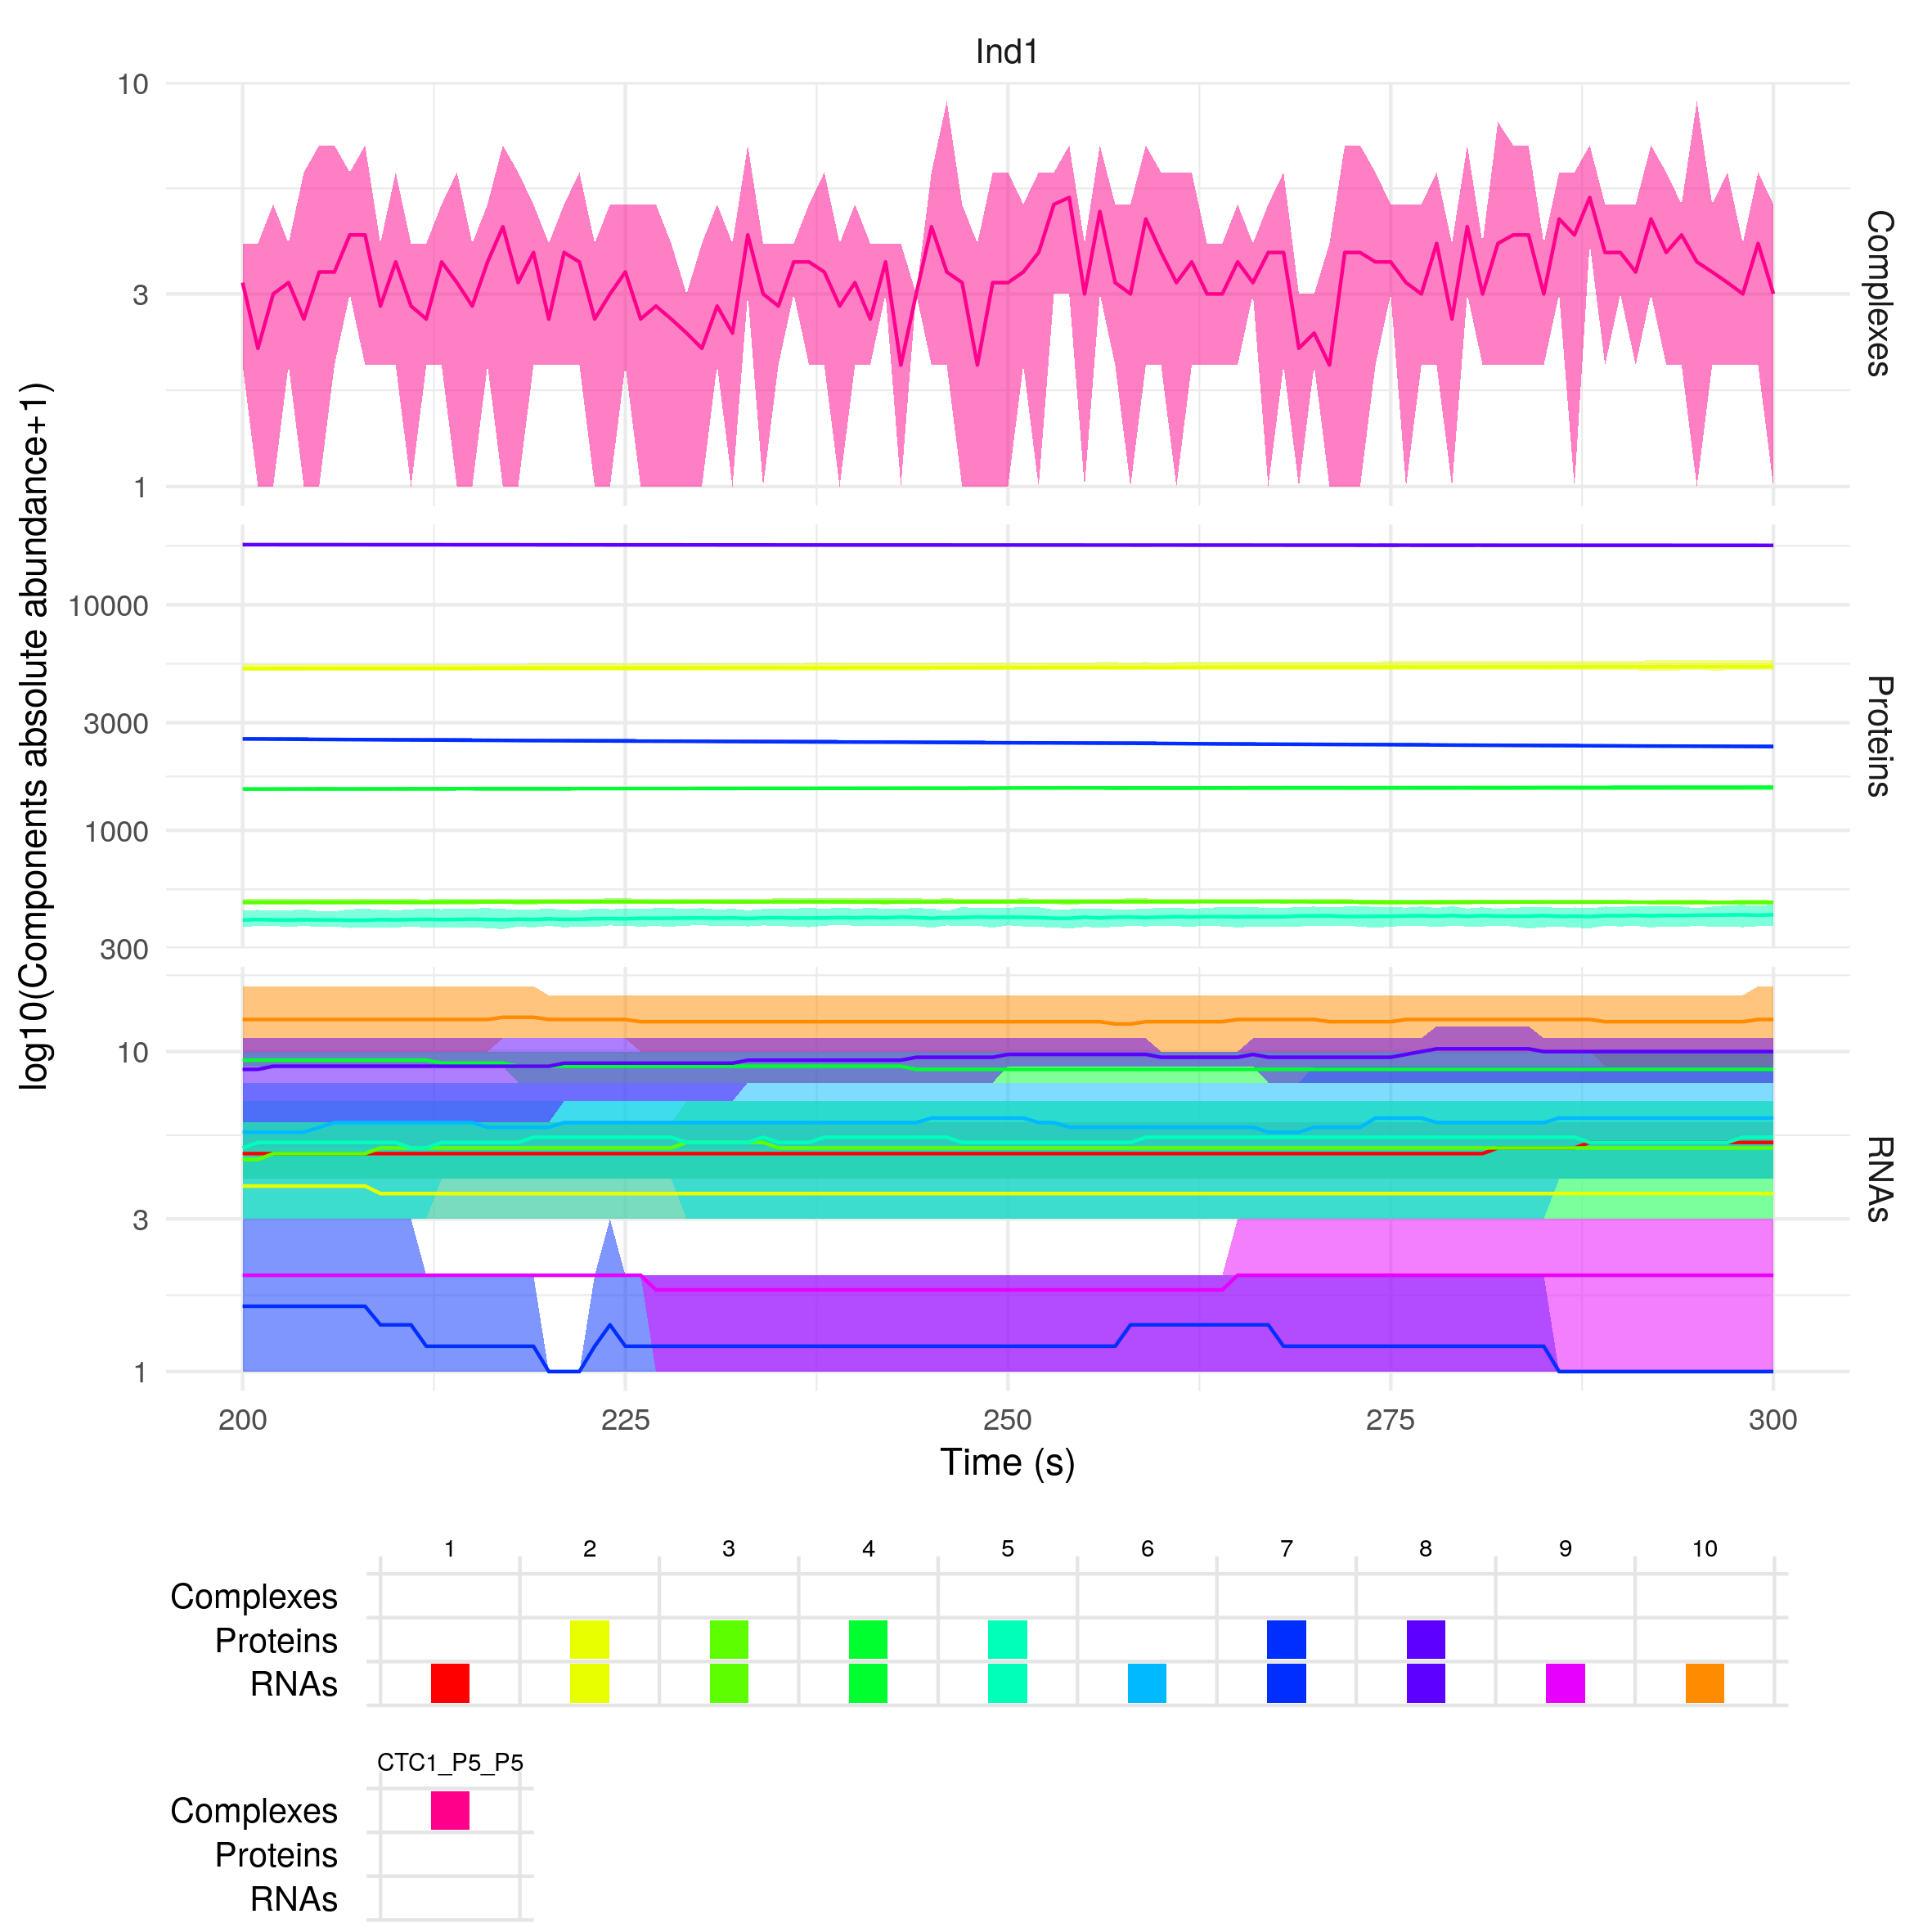 Ind1
log10(Components absolute abundance+1)
10
3
1
Complexes
10000
3000
1000
300
Proteins
10
3
1
RNAs
200 225 250 275 300
Time (s)
1 2 3 4 5 6 7 8 9 10
Complexes
Proteins
RNAs
CTC1_P5_P5
Complexes
Proteins
RNAs